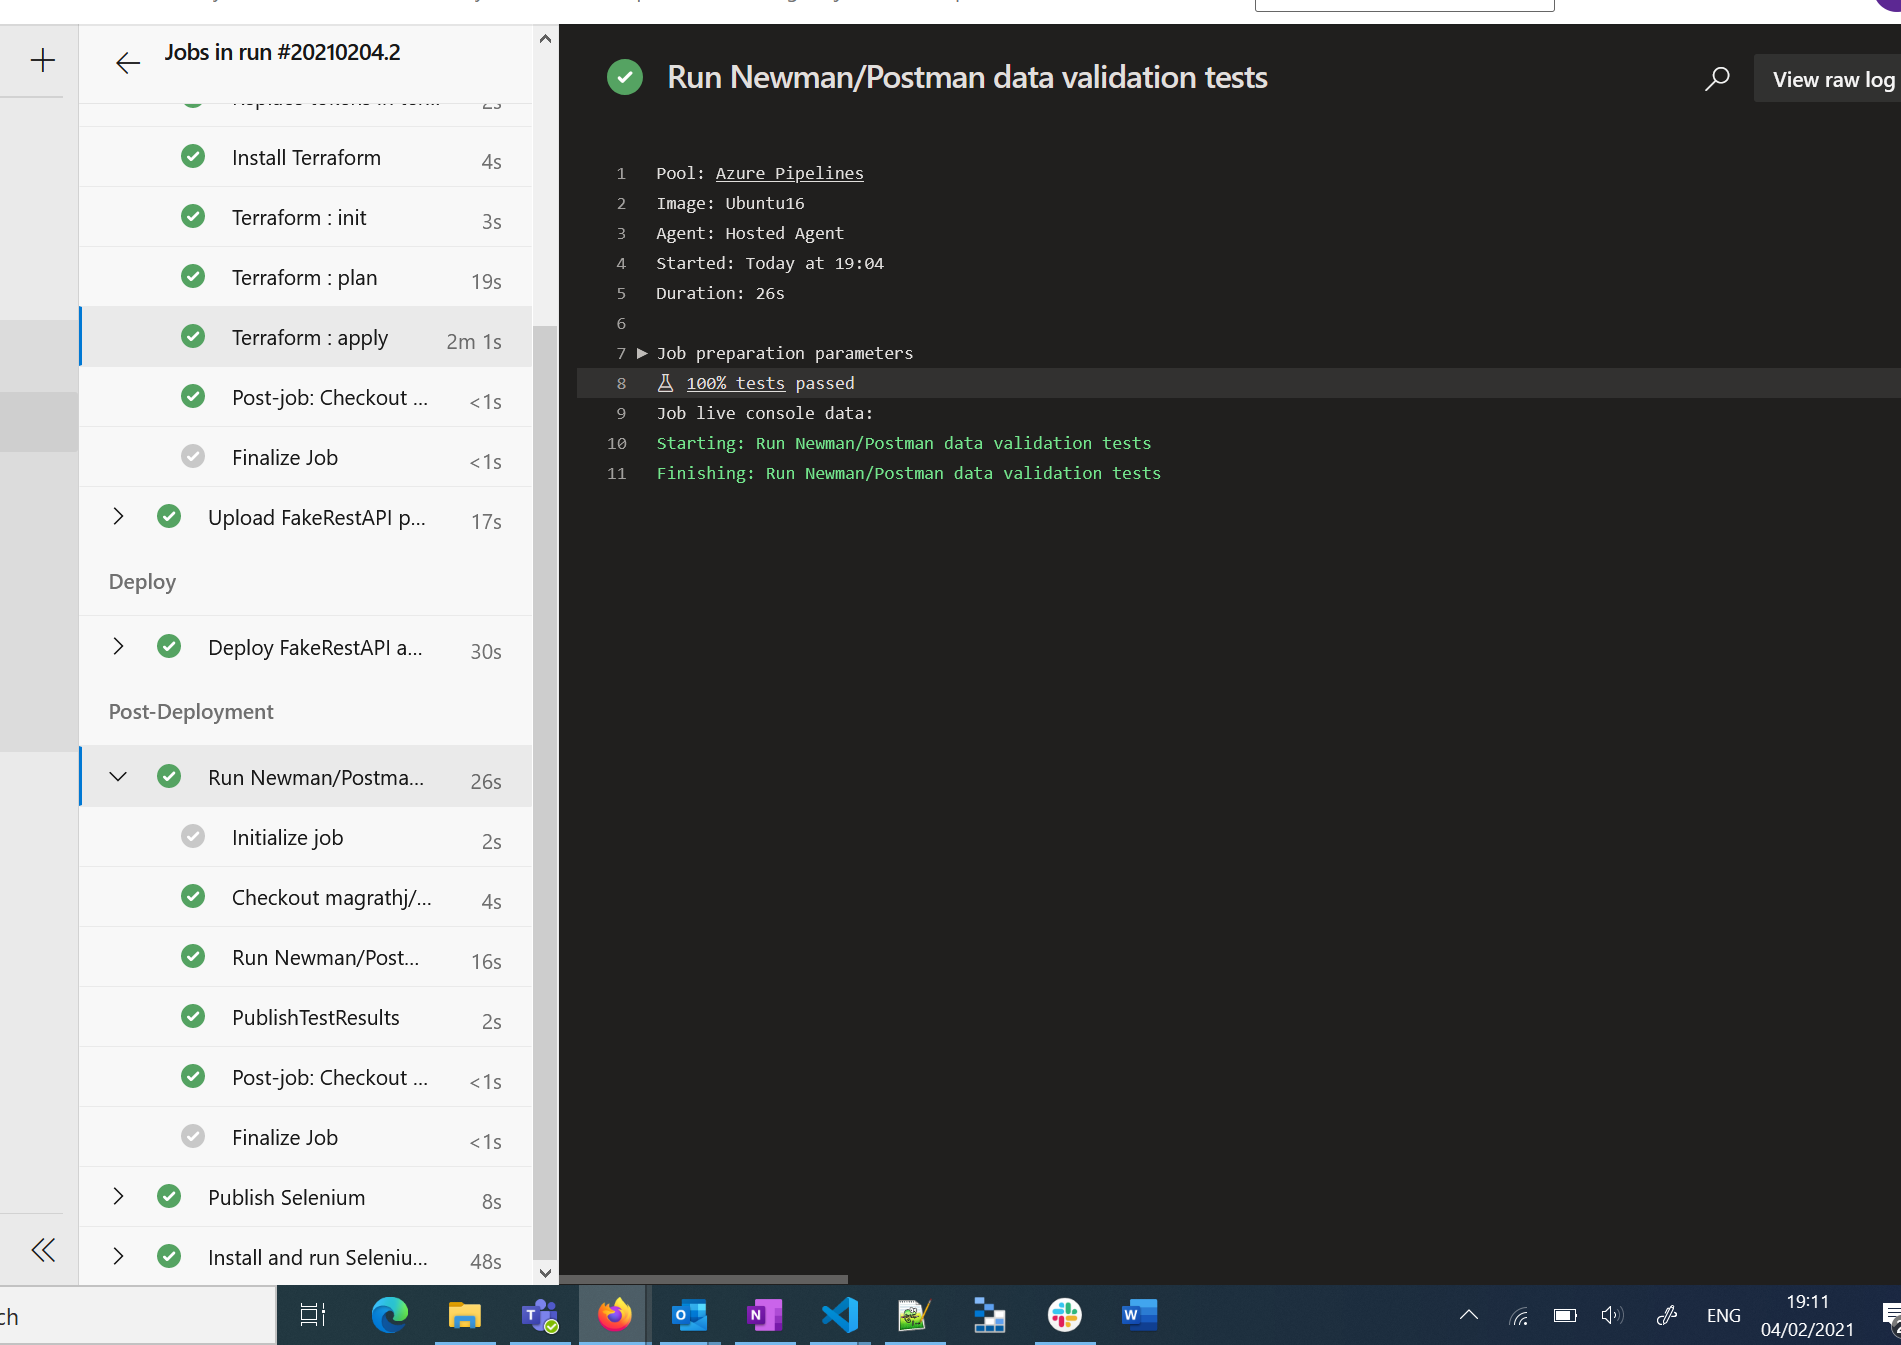 Jobs in run #20210204.2
2s
Install Terraform 4s
Terraform : init 3s
Terraform : plan 19s
Terraform : apply 2m 1s
Post-job: Checkout ... <1s
Finalize Job <1s
Upload FakeRestAPI p... 17s
Deploy
Deploy FakeRestAPI a... 30s
Post-Deployment
Run Newman/Postma... 26s
Initialize job 2s
Checkout magrathj/... 4s
Run Newman/Post... 16s
PublishTestResults 2s
Post-job: Checkout ... <1s
Finalize Job <1s
Publish Selenium 8s
Install and run Seleniu... 48s
Run Newman/Postman data validation tests
View raw log
1 Pool: Azure Pipelines
2 Image: Ubuntu16
3 Agent: Hosted Agent
4 Started: Today at 19:04
5 Duration: 26s
6
7 Job preparation parameters
8 100% tests passed
9 Job live console data:
10 Starting: Run Newman/Postman data validation tests
11 Finishing: Run Newman/Postman data validation tests
ch
ENG
19:11
04/02/2021